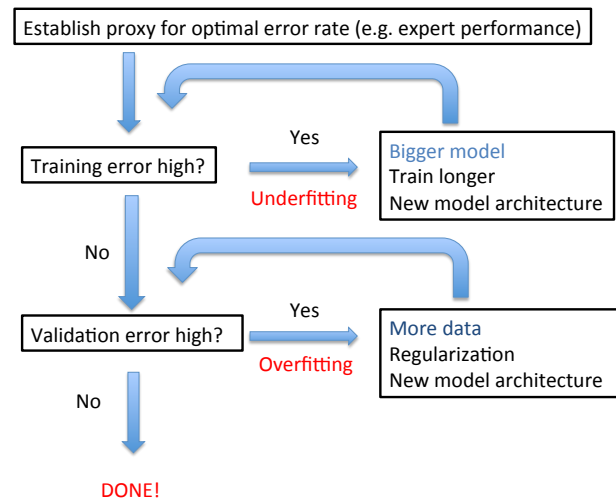 Establish proxy for optimal error rate (e.g. expert performance)
Training error high?
Yes
Underfitting
Bigger model
Train longer
New model architecture
No
Validation error high?
Yes
Overfitting
More data
Regularization
New model architecture
No
DONE!